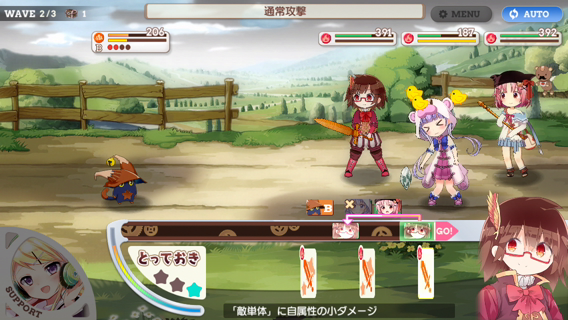 WAVE 2/3 1
通常攻撃
MENU
AUTO
206
B
391
187
392
B
GO!
とっておき
SUPPORT
「敵単体」に自属性の小ダメージ